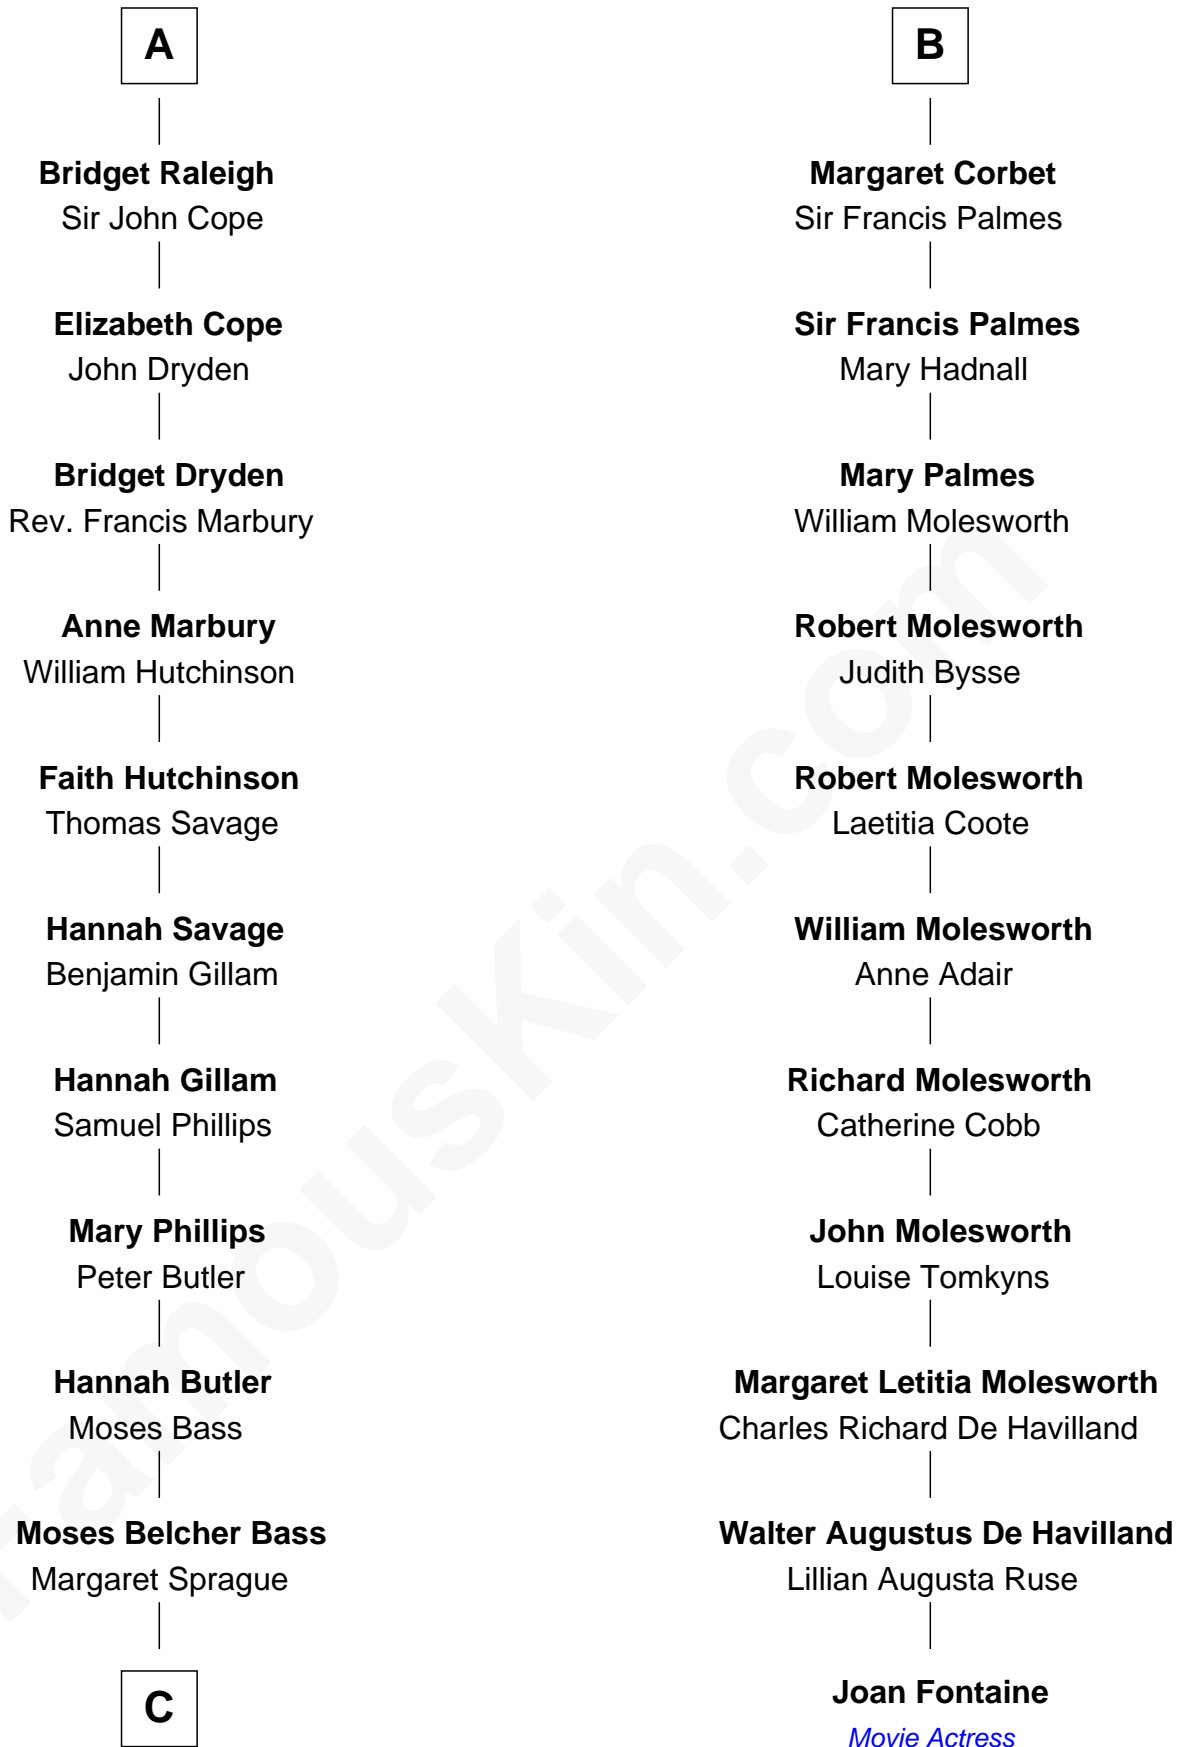 A
Bridget Raleigh
Sir John Cope
Elizabeth Cope
John Dryden
Bridget Dryden
Rev. Francis Marbury
Anne Marbury
William Hutchinson
Faith Hutchinson
Thomas Savage
Hannah Savage
Benjamin Gillam
Hannah Gillam
Samuel Phillips
Mary Phillips
Peter Butler
Hannah Butler
Moses Bass
Moses Belcher Bass
Margaret Sprague
C
B
Margaret Corbet
Sir Francis Palmes
Sir Francis Palmes
Mary Hadnall
Mary Palmes
William Molesworth
Robert Molesworth
Judith Bysse
Robert Molesworth
Laetitia Coote
William Molesworth
Anne Adair
Richard Molesworth
Catherine Cobb
John Molesworth
Louise Tomkyns
Margaret Letitia Molesworth
Charles Richard De Havilland
Walter Augustus De Havilland
Lillian Augusta Ruse
Joan Fontaine
Movie Actress
FamousKin.com